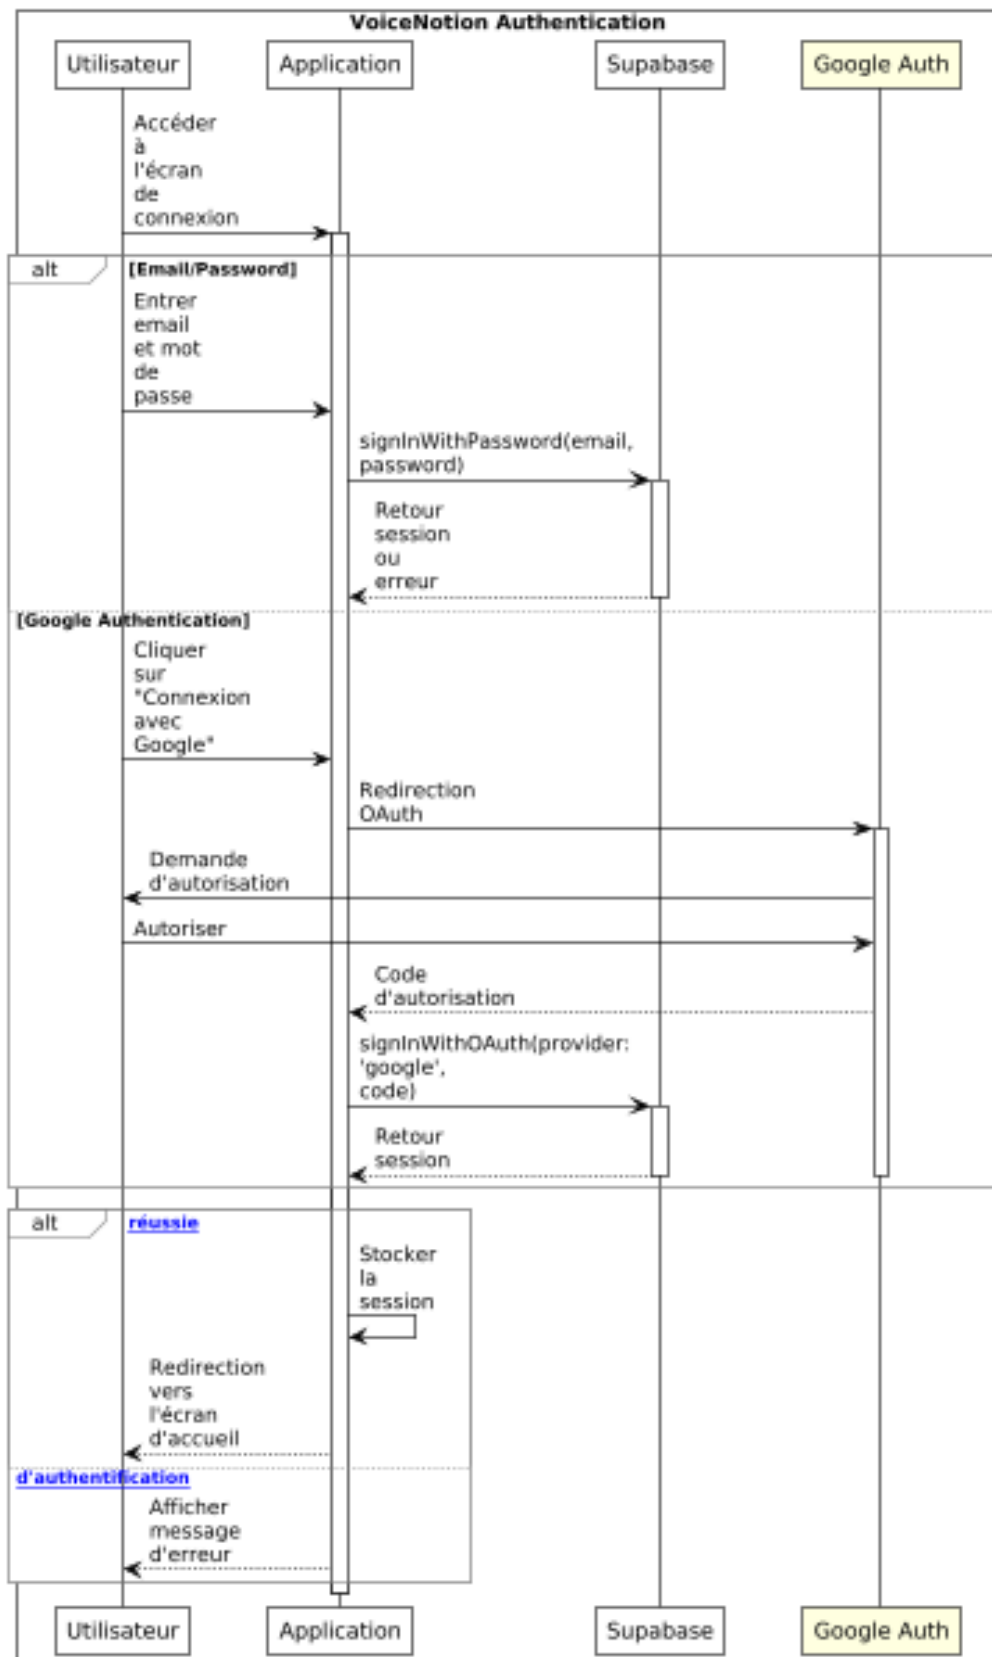 VoiceNotion Authentication
Utilisateur
Application
Supabase
Google Auth
Accéder
à
l'écran
de
connexion
alt
[Email/Password]
Entrer
email
et mot
de
passe
signInWithPassword(email,
password)
Retour
session
ou
erreur
[Google Authentication]
Cliquer
sur
"Connexion
avec
Google"
Redirection
OAuth
Demande
d'autorisation
Autoriser
Code
d'autorisation
signInWithOAuth(provider:
'google',
code)
Retour
session
alt
réussie
Stocker
la
session
Redirection
vers
l'écran
d'accueil
d'authentification
Afficher
message
d'erreur
Utilisateur
Application
Supabase
Google Auth